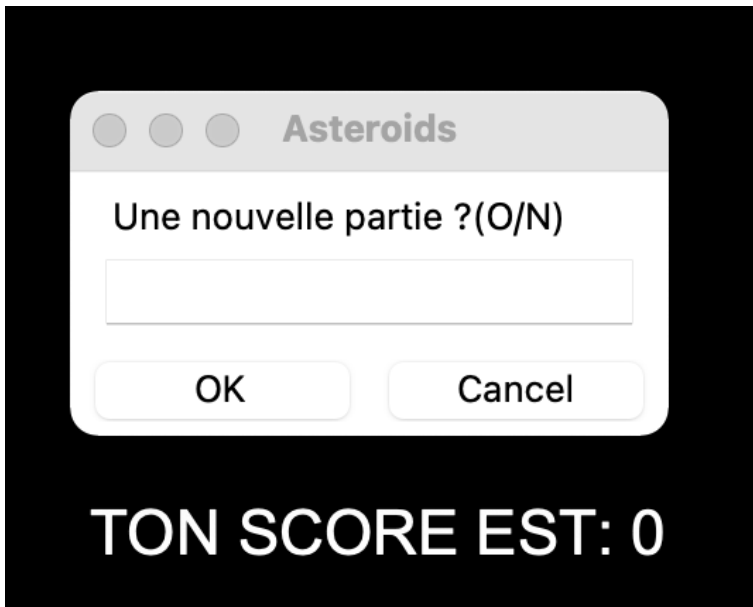 Asteroids
Une nouvelle partie ?(O/N)
OK
Cancel
TON SCORE EST: 0